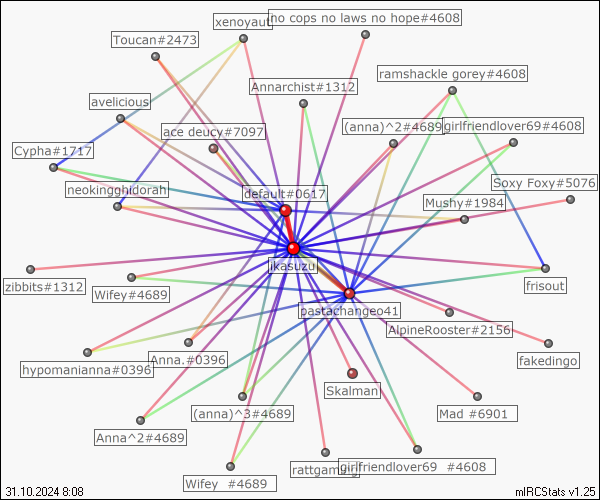 xenoyaut
no cops no laws no hope#4608
Toucan#2473
ramshackle gorey#4608
Annarchist#1312
avelicious
ace deucy#7097
(anna)^2#4689
girlfriendlover69#4608
Cypha#1717
neokingghidorah
default#0617
Soxy Foxy#5076
Mushy#1984
ikasuzu
zibbits#1312
Wifey#4689
pastachange041
frisout
AlpineRooster#2156
hypomanianna#0396
Anna.#0396
fakedingo
Skalman
Anna^2#4689
(anna)^3#4689
Mad #6901
Wifey #4689
girlfriendlover69 #4608
31.10.2024 8:08
mIRCStats v1.25